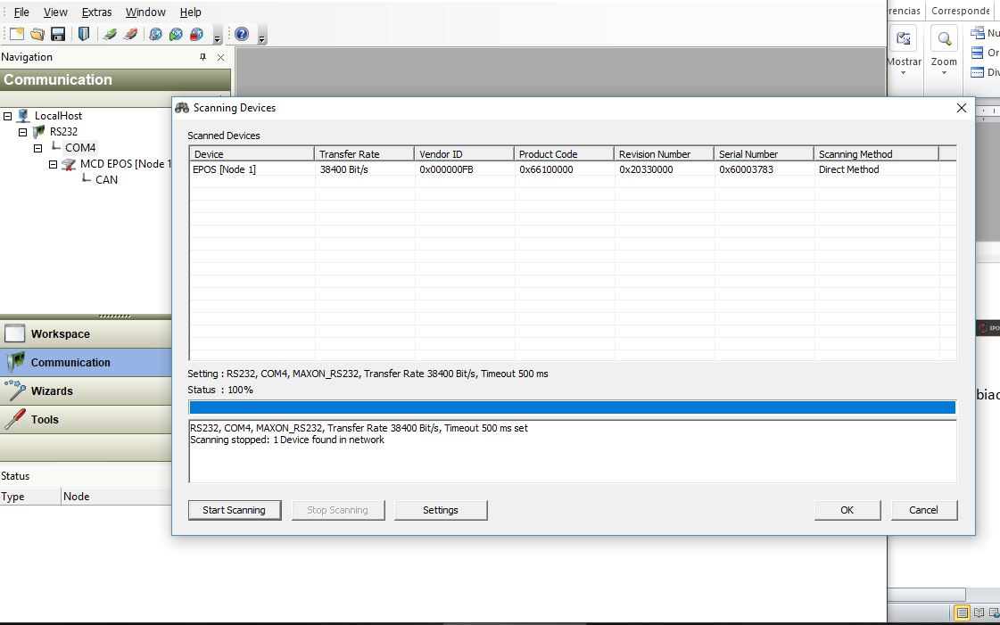 File View Extras Window Help
rencias Corresponde
Mostrar Zoom
Nu
Or
Div
Navigation
Communication
LocalHost
RS232
COM4
MCD EPOS [Node 1
CAN
Scanning Devices
Scanned Devices
Device Transfer Rate Vendor ID Product Code Revision Number Serial Number Scanning Method
EPOS [Node 1] 38400 Bit/s 0x000000FB 0x66100000 0x20330000 0x60003783 Direct Method
Setting : RS232, COM4, MAXON_RS232, Transfer Rate 38400 Bit/s, Timeout 500 ms
Status : 100%
RS232, COM4, MAXON_RS232, Transfer Rate 38400 Bit/s, Timeout 500 ms set
Scanning stopped: 1 Device found in network
Start Scanning Stop Scanning Settings OK Cancel
Workspace
Communication
Wizards
Tools
Status
Type Node
EPO
biac